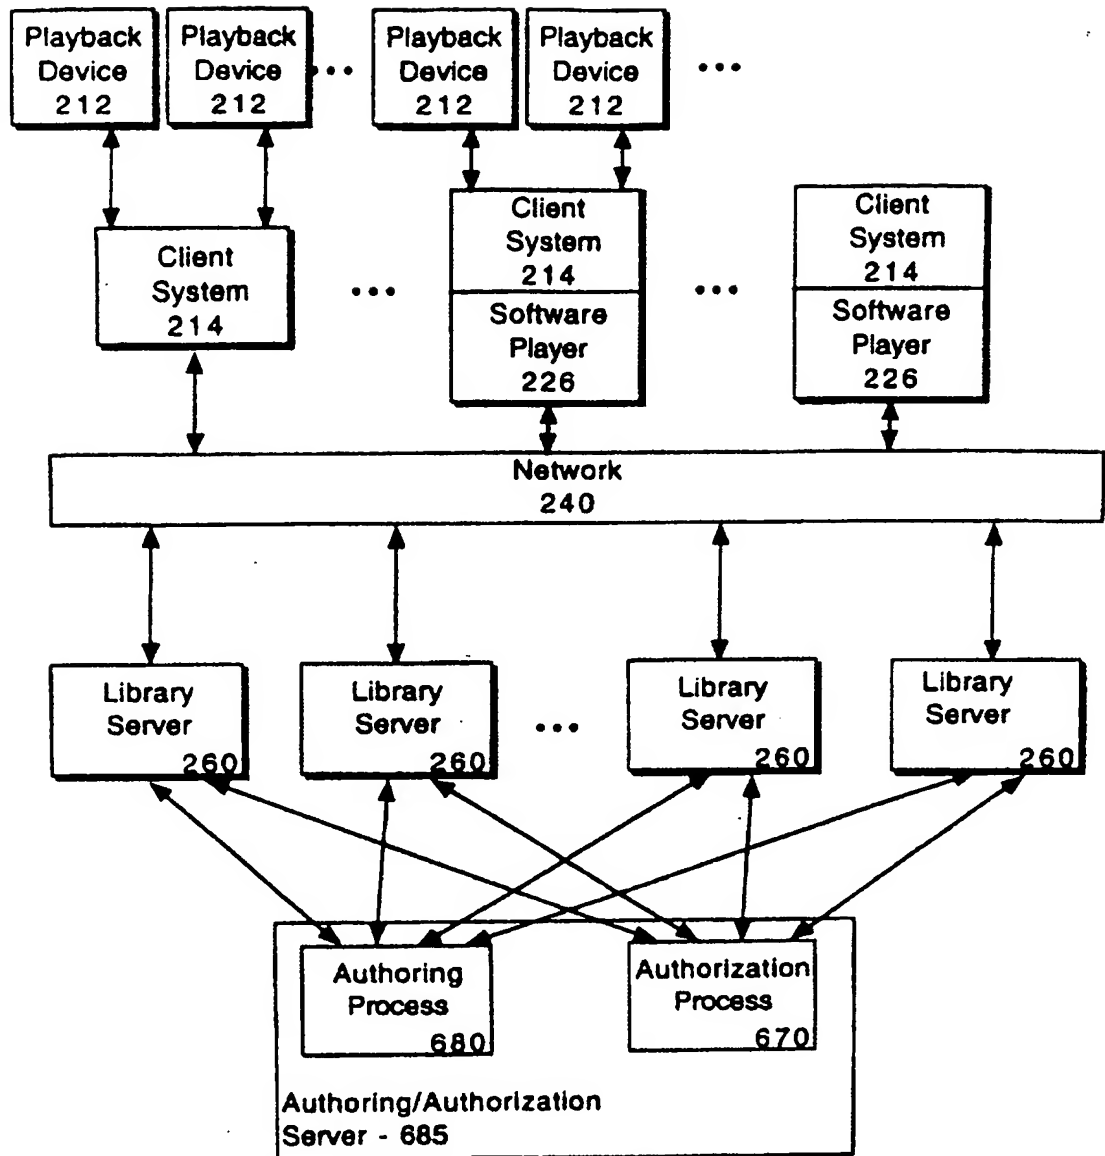 Playback
Device
212
Playback
Device
212
...
Playback
Device
212
Playback
Device
212
...
Client
System
214
...
Client
System
214
Software
Player
226
...
Client
System
214
Software
Player
226
Network
240
Library
Server
260
Library
Server
260
...
Library
Server
260
Library
Server
260
Authoring
Process
680
Authorization
Process
670
Authoring/Authorization
Server - 685